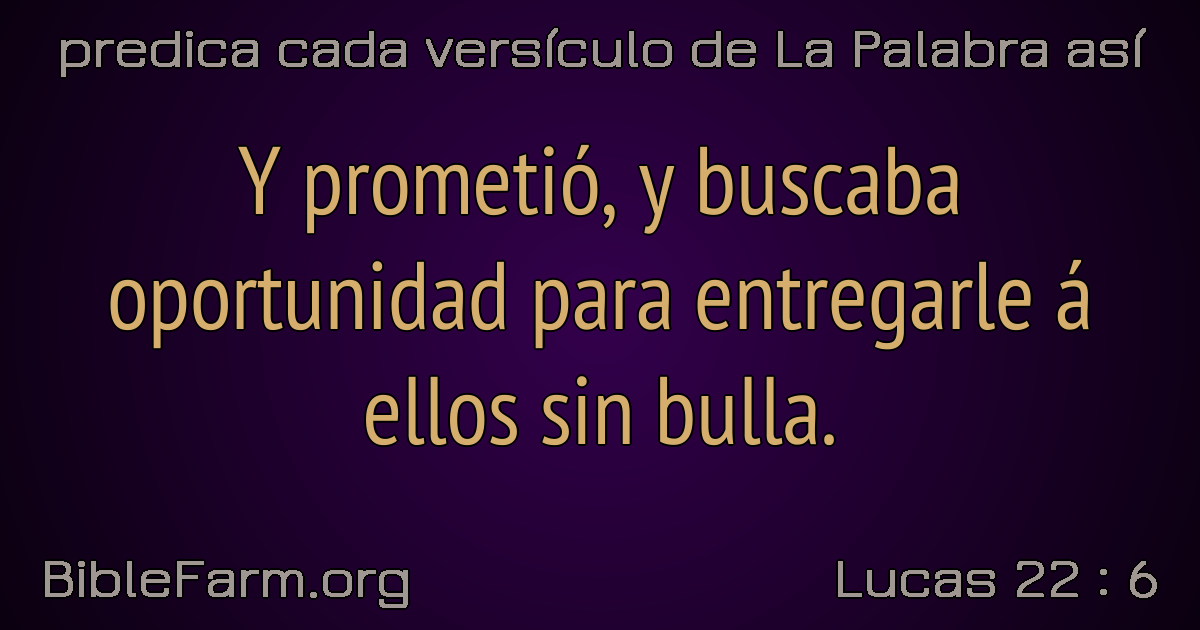 predica cada versículo de La Palabra así
Y prometió, y buscaba
oportunidad para entregarle á
ellos sin bulla.
BibleFarm.org
Lucas 22 : 6